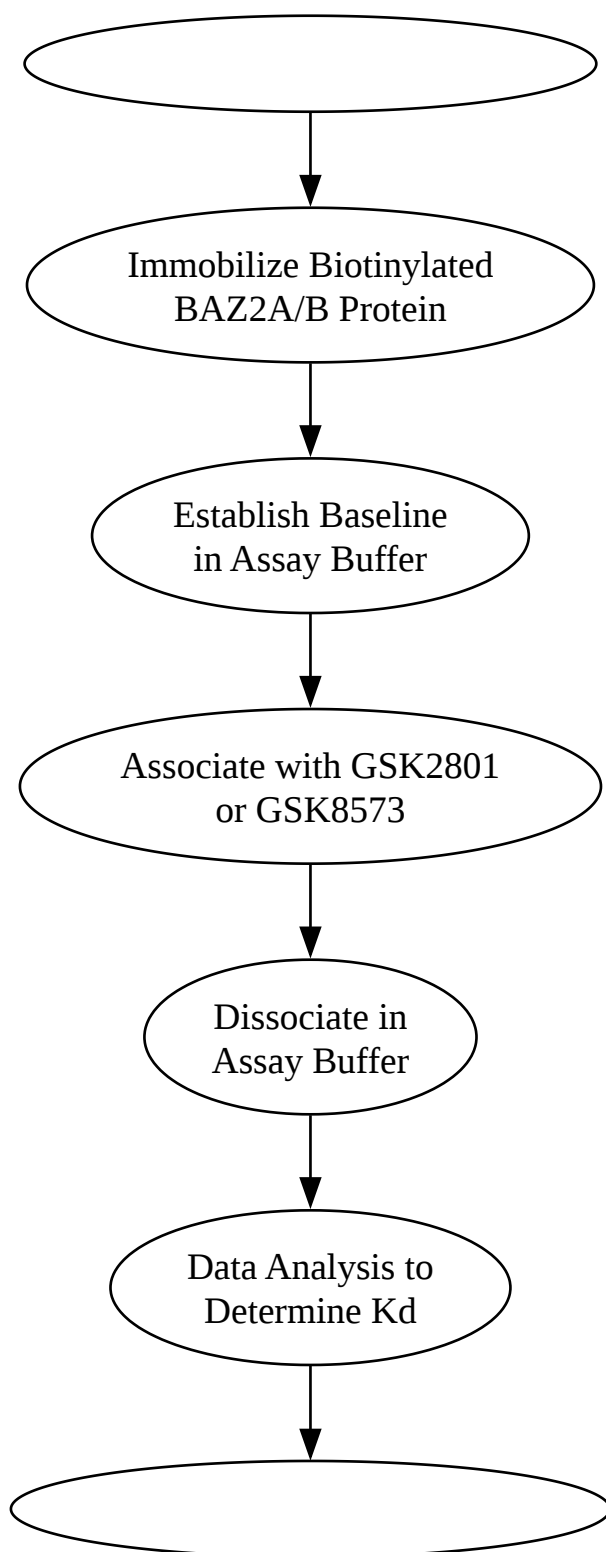 Immobilize Biotinylated
BAZ2A/B Protein
Establish Baseline
in Assay Buffer
Associate with GSK2801
or GSK8573
Dissociate in
Assay Buffer
Data Analysis to
Determine Kd